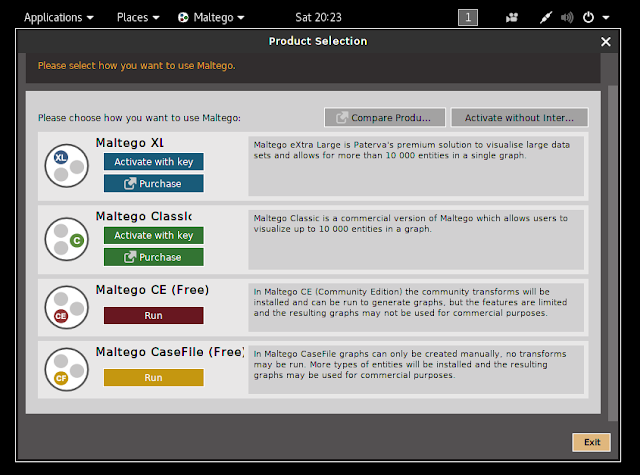 Applications Places Maltego Sat 20:23 1
Product Selection
Please select how you want to use Maltego.
Please choose how you want to use Maltego: Compare Produ... Activate without Inter...
XL
Maltego XL
Activate with key
Purchase
Maltego eXtra Large is Paterva's premium solution to visualise large data
sets and allows for more than 10 000 entities in a single graph.
C
Maltego Classic
Activate with key
Purchase
Maltego Classic is a commercial version of Maltego which allows users to
visualize up to 10 000 entities in a graph.
CE
Maltego CE (Free)
Run
In Maltego CE (Community Edition) the community transforms will be
installed and can be run to generate graphs, but the features are limited
and the resulting graphs may not be used for commercial purposes.
CF
Maltego CaseFile (Free)
Run
In Maltego CaseFile graphs can only be created manually, no transforms
may be run. More types of entities will be installed and the resulting
graphs may be used for commercial purposes.
Exit